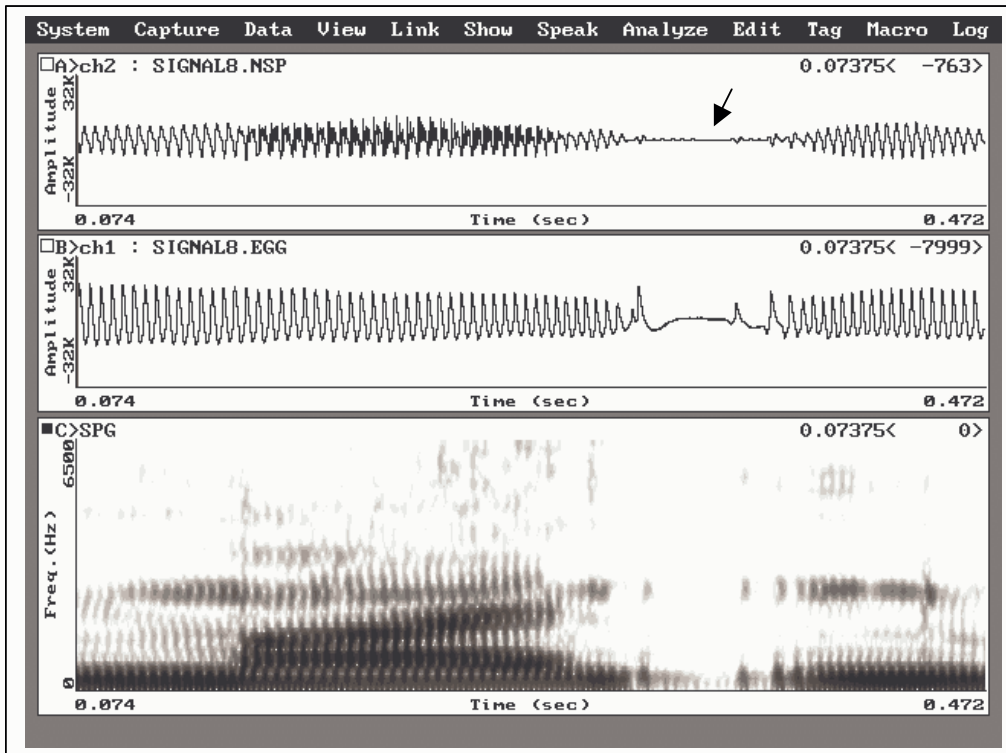 System Capture Data View Link Show Speak Analyze Edit Tag Macro Log
A>ch2 : SIGNAL8.NSP 0.07375< -763>
32K
Amplitude
-32K
0.074 Time (sec) 0.472
B>ch1 : SIGNAL8.EGG 0.07375< -7999>
32K
Amplitude
-32K
0.074 Time (sec) 0.472
C>SPG 0.07375< 0>
6500
Freq.(Hz)
0
0.074 Time (sec) 0.472